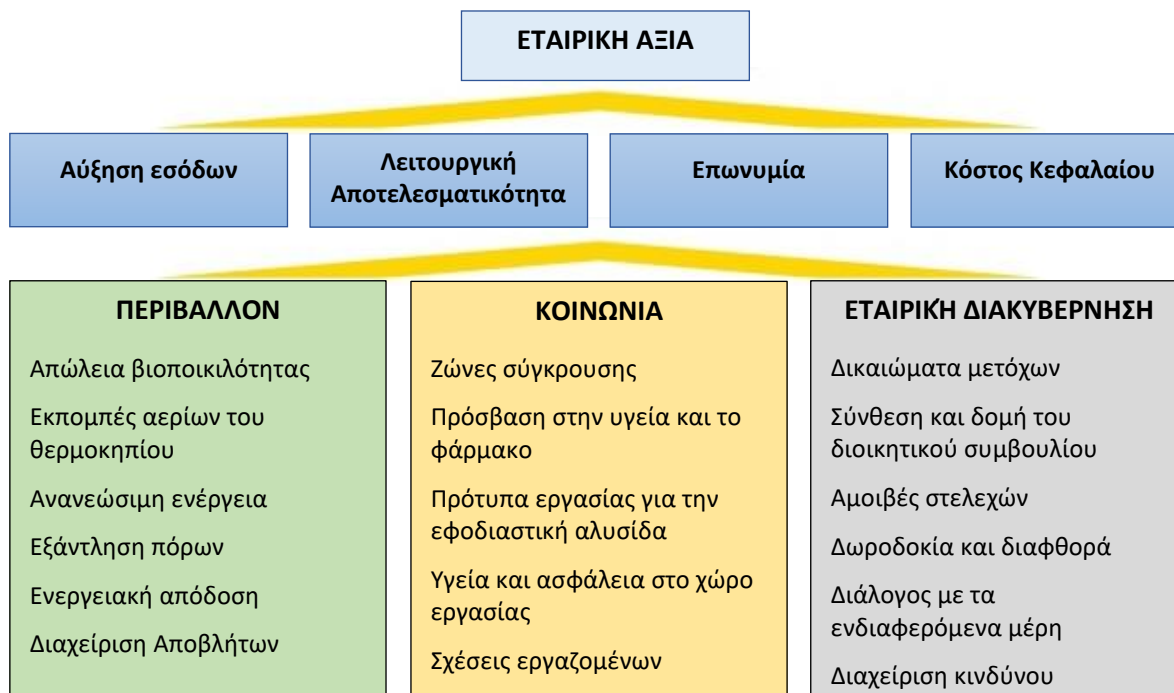 ΕΤΑΙΡΙΚΗ ΑΞΙΑ
Αύξηση εσόδων
Λειτουργική
Αποτελεσματικότητα
Επωνυμία
Κόστος Κεφαλαίου
ΠΕΡΙΒΑΛΛΟΝ
Απώλεια βιοποικιλότητας
Εκπομπές αερίων του
θερμοκηπίου
Ανανεώσιμη ενέργεια
Εξάντληση πόρων
Ενεργειακή απόδοση
Διαχείριση Αποβλήτων
ΚΟΙΝΩΝΙΑ
Ζώνες σύγκρουσης
Πρόσβαση στην υγεία και το
φάρμακο
Πρότυπα εργασίας για την
εφοδιαστική αλυσίδα
Υγεία και ασφάλεια στο χώρο
εργασίας
Σχέσεις εργαζομένων
ΕΤΑΙΡΙΚΉ ΔΙΑΚΥΒΕΡΝΗΣΗ
Δικαιώματα μετόχων
Σύνθεση και δομή του
διοικητικού συμβουλίου
Αμοιβές στελεχών
Δωροδοκία και διαφθορά
Διάλογος με τα
ενδιαφερόμενα μέρη
Διαχείριση κινδύνου